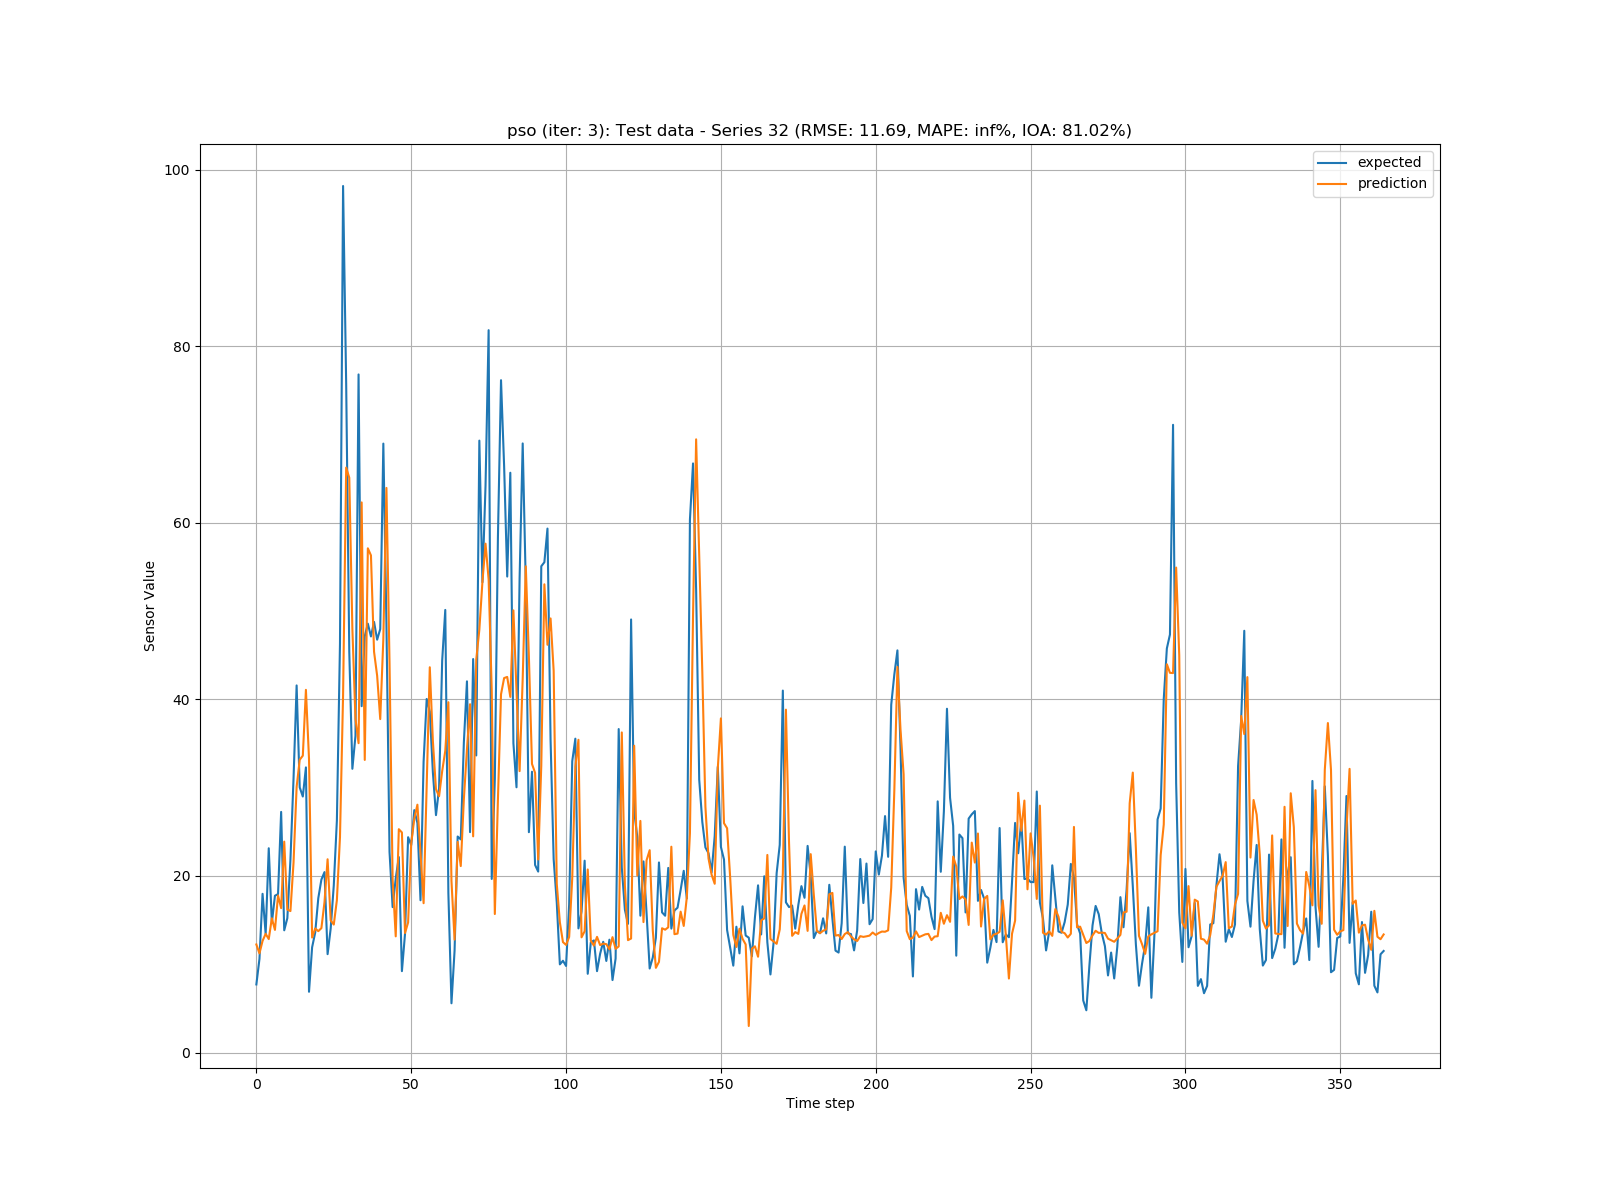 pso (iter: 3): Test data - Series 32 (RMSE: 11.69, MAPE: inf%, IOA: 81.02%)
expected
prediction
100
80
60
40
20
0
Sensor Value
0 50 100 150 200 250 300 350
Time step